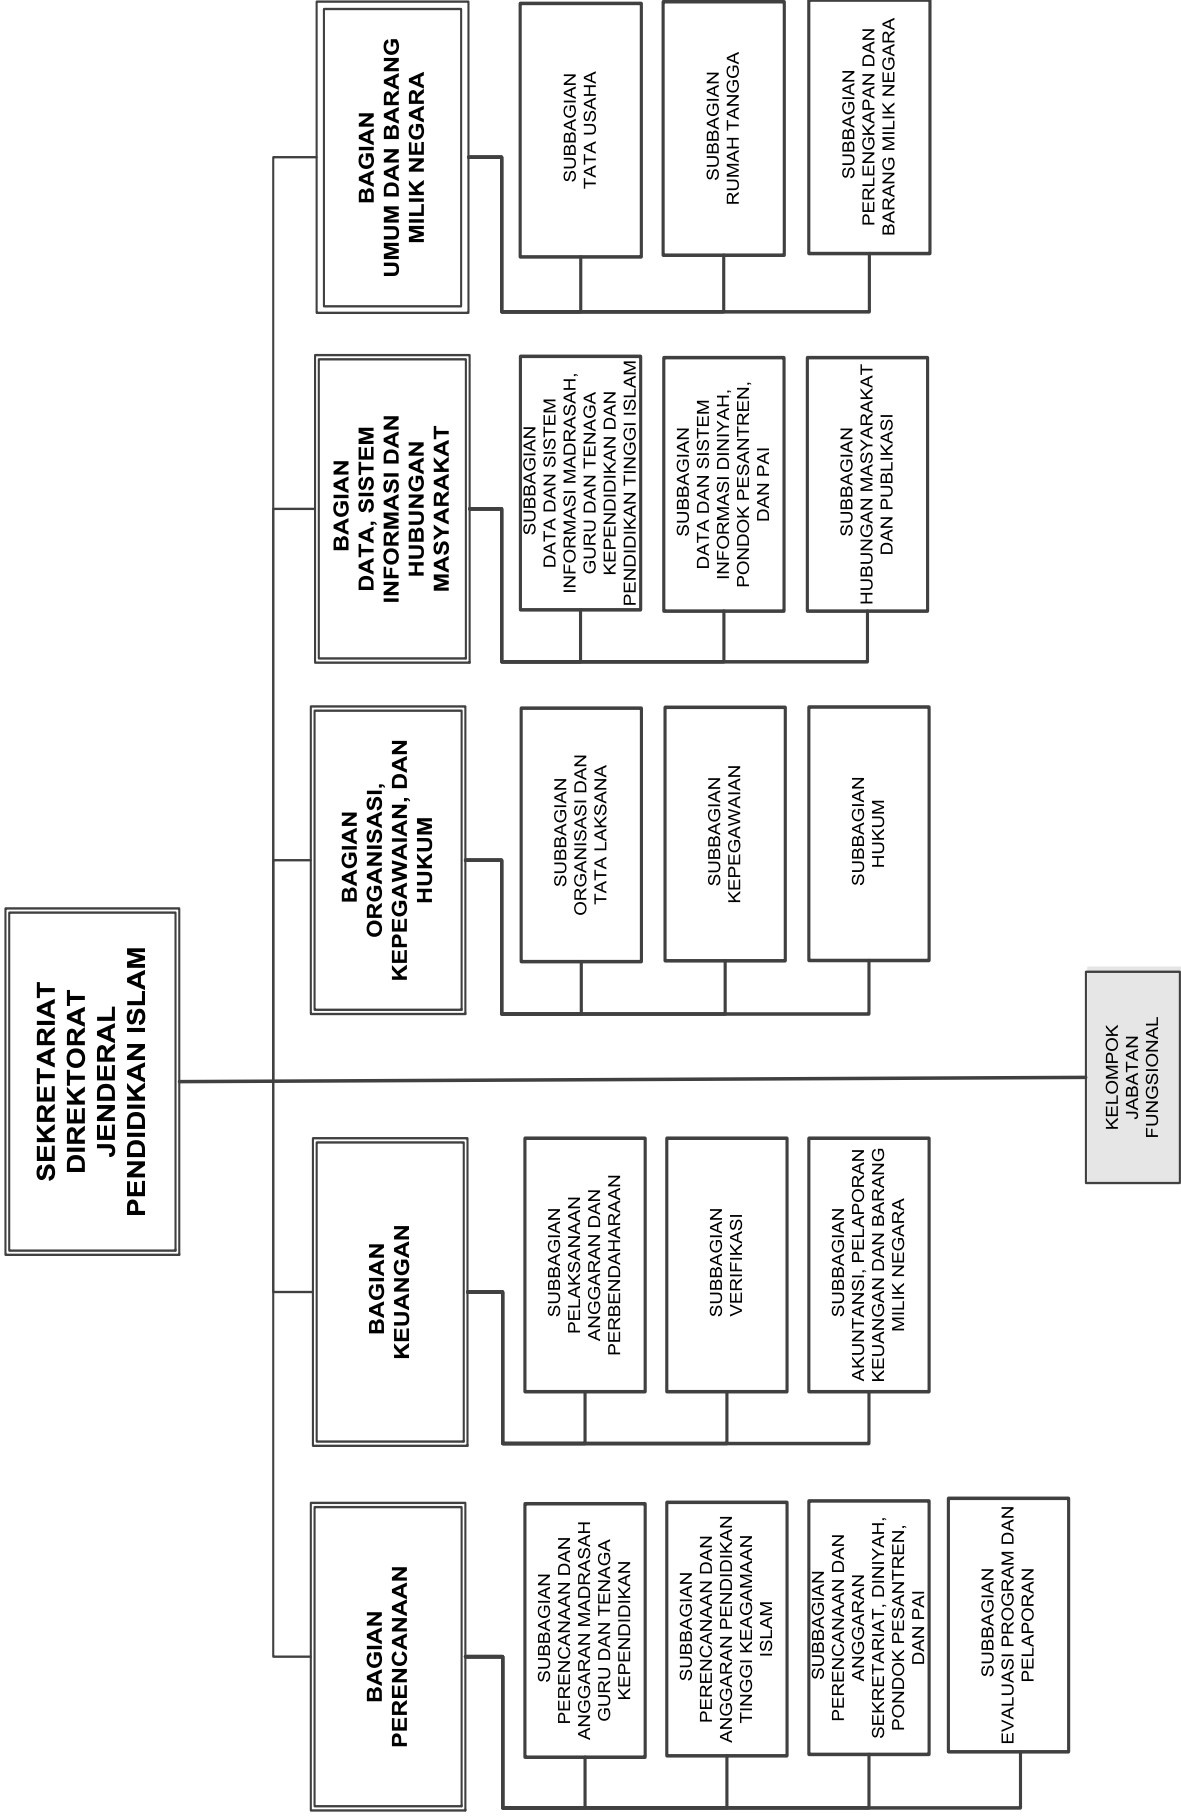 SEKRETARIAT
DIREKTORAT
JENDERAL
PENDIDIKAN ISLAM
BAGIAN
PERENCANAAN
SUBBAGIAN
PERENCANAAN DAN
ANGGARAN MADRASAH
GURU DAN TENAGA
KEPENDIDIKAN
SUBBAGIAN
PERENCANAAN DAN
ANGGARAN PENDIDIKAN
TINGGI KEAGAMAAN
ISLAM
SUBBAGIAN
PERENCANAAN DAN
ANGGARAN
SEKRETARIAT, DINIYAH,
PONDOK PESANTREN,
DAN PAI
SUBBAGIAN
EVALUASI PROGRAM DAN
PELAPORAN
BAGIAN
KEUANGAN
SUBBAGIAN
PELAKSANAAN
ANGGARAN DAN
PERBENDAHARAAN
SUBBAGIAN
VERIFIKASI
SUBBAGIAN
AKUNTANSI, PELAPORAN
KEUANGAN DAN BARANG
MILIK NEGARA
BAGIAN
ORGANISASI,
KEPEGAWAIAN, DAN
HUKUM
SUBBAGIAN
ORGANISASI DAN
TATA LAKSANA
SUBBAGIAN
KEPEGAWAIAN
SUBBAGIAN
HUKUM
BAGIAN
DATA, SISTEM
INFORMASI DAN
HUBUNGAN
MASYARAKAT
SUBBAGIAN
DATA DAN SISTEM
INFORMASI MADRASAH,
GURU DAN TENAGA
KEPENDIDIKAN DAN
PENDIDIKAN TINGGI ISLAM
SUBBAGIAN
DATA DAN SISTEM
INFORMASI DINIYAH,
PONDOK PESANTREN,
DAN PAI
SUBBAGIAN
HUBUNGAN MASYARAKAT
DAN PUBLIKASI
BAGIAN
UMUM DAN BARANG
MILIK NEGARA
SUBBAGIAN
TATA USAHA
SUBBAGIAN
RUMAH TANGGA
SUBBAGIAN
PERLENGKAPAN DAN
BARANG MILIK NEGARA
KELOMPOK
JABATAN
FUNGSIONAL